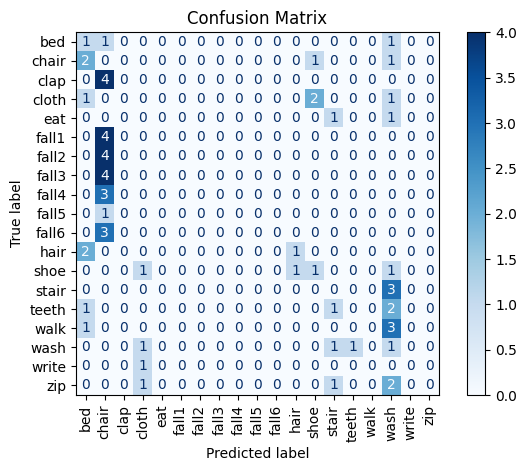 Confusion Matrix
bed 1 1 0 0 0 0 0 0 0 0 0 0 0 0 0 0 1 0 0
chair 2 0 0 0 0 0 0 0 0 0 0 0 1 0 0 0 1 0 0
clap 0 4 0 0 0 0 0 0 0 0 0 0 0 0 0 0 0 0 0
cloth 1 0 0 0 0 0 0 0 0 0 0 0 2 0 0 0 1 0 0
eat 0 0 0 0 0 0 0 0 0 0 0 0 0 1 0 0 1 0 0
fall1 0 4 0 0 0 0 0 0 0 0 0 0 0 0 0 0 0 0 0
fall2 0 4 0 0 0 0 0 0 0 0 0 0 0 0 0 0 0 0 0
fall3 0 4 0 0 0 0 0 0 0 0 0 0 0 0 0 0 0 0 0
fall4 0 3 0 0 0 0 0 0 0 0 0 0 0 0 0 0 0 0 0
fall5 0 1 0 0 0 0 0 0 0 0 0 0 0 0 0 0 0 0 0
fall6 0 3 0 0 0 0 0 0 0 0 0 0 0 0 0 0 0 0 0
hair 2 0 0 0 0 0 0 0 0 0 0 1 0 0 0 0 0 0 0
shoe 0 0 0 1 0 0 0 0 0 0 0 1 1 0 0 0 1 0 0
stair 0 0 0 0 0 0 0 0 0 0 0 0 0 0 0 0 3 0 0
teeth 1 0 0 0 0 0 0 0 0 0 0 0 0 1 0 0 2 0 0
walk 1 0 0 0 0 0 0 0 0 0 0 0 0 0 0 0 3 0 0
wash 0 0 0 1 0 0 0 0 0 0 0 0 0 1 1 0 1 0 0
write 0 0 0 1 0 0 0 0 0 0 0 0 0 0 0 0 0 0 0
zip 0 0 0 1 0 0 0 0 0 0 0 0 0 1 0 0 2 0 0
True label
bed chair clap cloth eat fall1 fall2 fall3 fall4 fall5 fall6 hair shoe stair teeth walk wash write zip
Predicted label
4.0
3.5
3.0
2.5
2.0
1.5
1.0
0.5
0.0